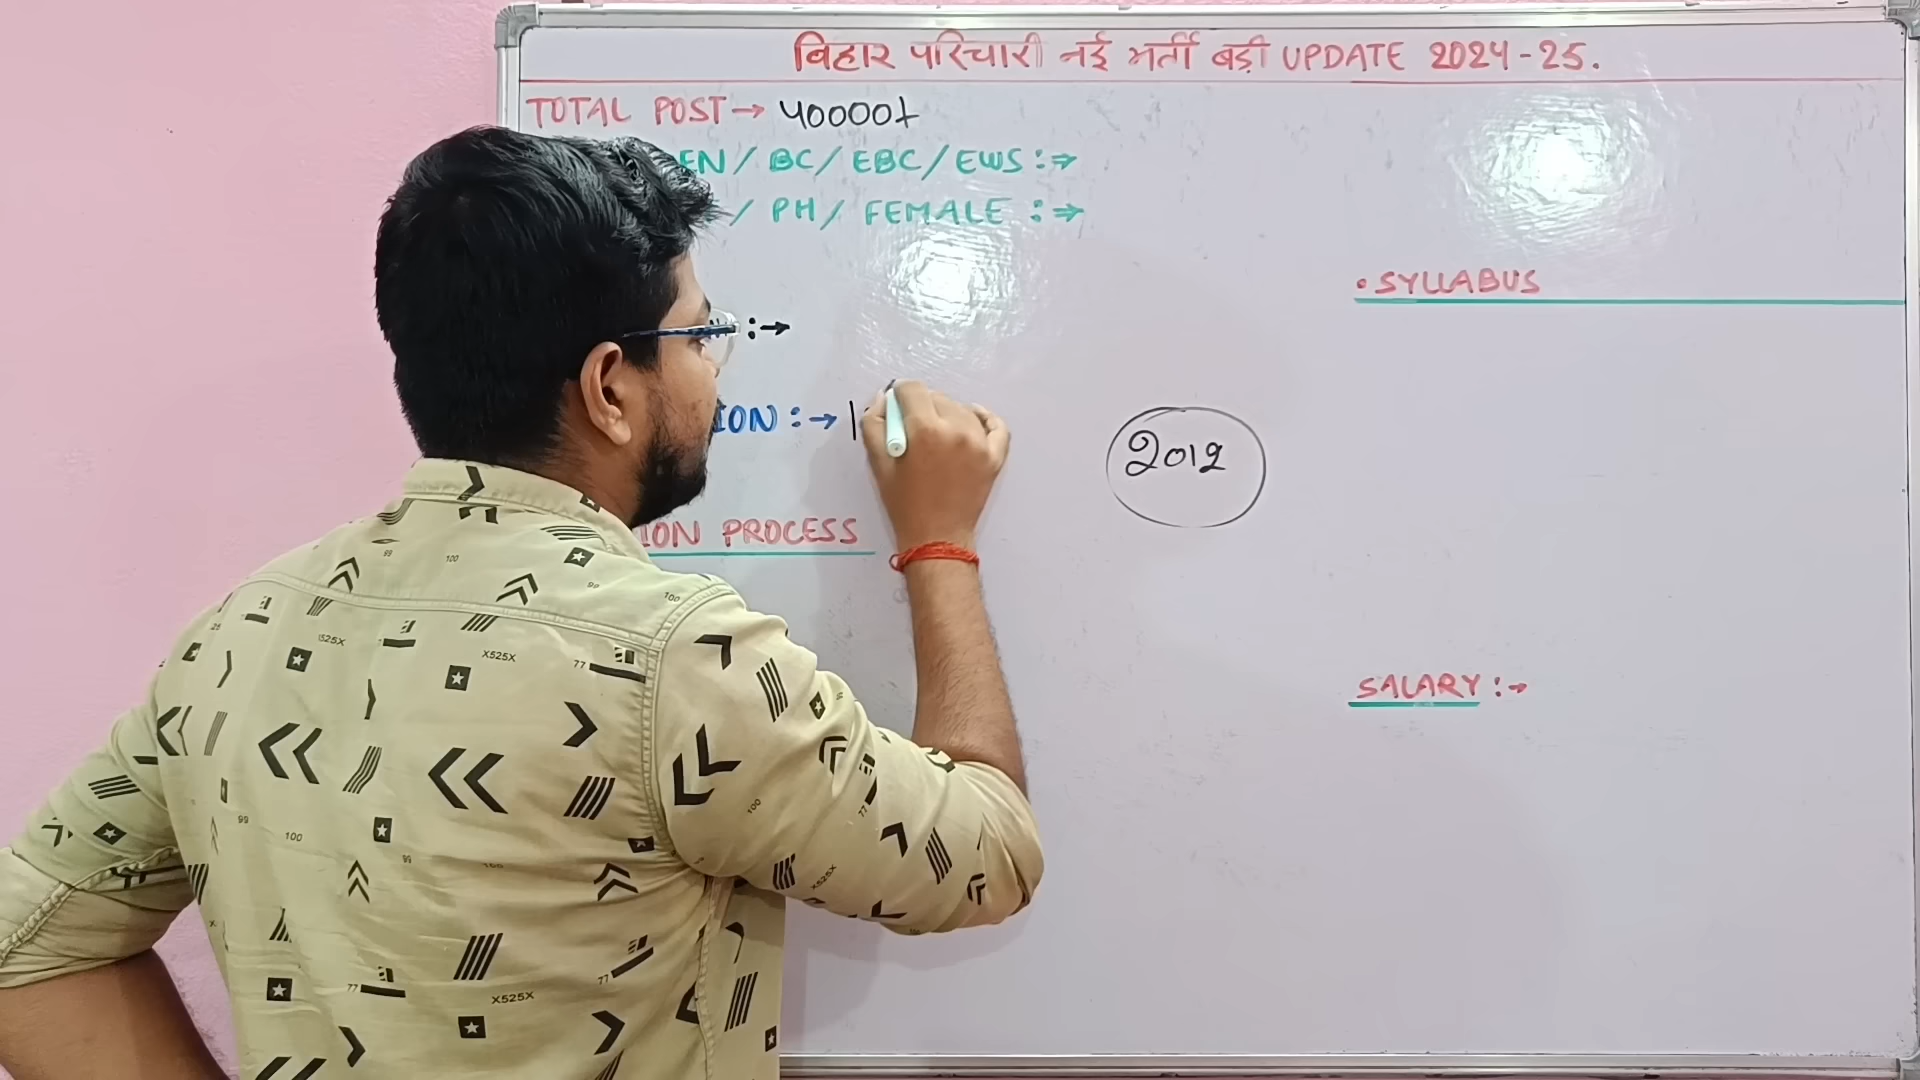 बिहार परिचारी नई भर्ती बड़ी UPDATE 2024-25.
TOTAL POST→ 40000+
EN / BC / EBC / EWS :⇒
/ PH / FEMALE :⇒
• SYLLABUS
:→
ION :→ 1
2012
ION PROCESS
SALARY :→